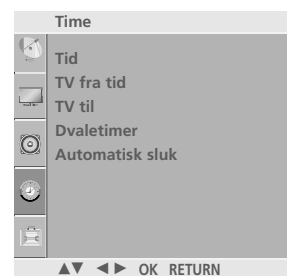 Time
Tid
TV fra tid
TV til
Dvaletimer
Automatisk sluk
▲▼ ◄► OK RETURN